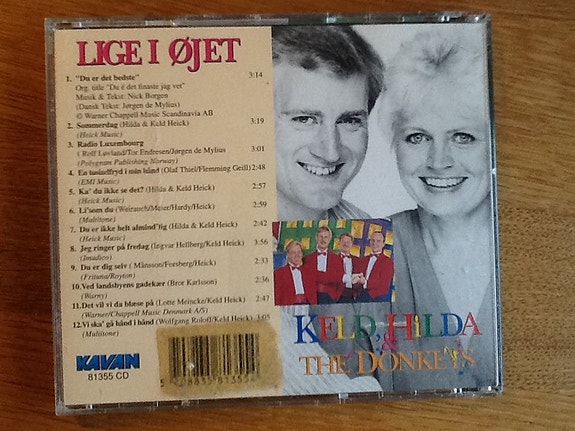 LIGE I ØJET
1. "Du er det bedste" 3:14
Org. title "Du é det finaste jag vet"
Musik & Tekst: Nick Borgen
(Dansk Tekst: Jørgen de Mylius)
© Warner Chappell Music Scandinavia AB
2. Sommerdag (Hilda & Keld Heick) 3:19
(Heick Music)
3. Radio Luxembourg 3:01
( Rolf Løvland/Tor Endresen/Jørgen de Mylius
(Polygram Publishing Norway)
4. En tusindfryd i min hånd (Olaf Thiel/Flemming Geill) 2:48
(EMI Music)
5. Ka' du ikke se det? (Hilda & Keld Heick) 2:57
(Heick Music)
6. Li'som du (Weiratch/Meier/Hardy/Heick) 2:59
(Multitone)
7. Du er ikke helt almind'lig (Hilda & Keld Heick) 2:42
(Heick Music)
8. Jeg ringer på fredag (Ingvar Hellberg/Keld Heick) 3:56
(Imudico)
9. Du er dig selv ( Månsson/Forsberg/Heick) 3:33
(Frituna/Royton)
10.Ved landsbyens gadekær (Bror Karlsson) 2:36
(Warny)
11.Det vil vi da blæse på (Lotte Meincke/Keld Heick) 2:47
(Warner/Chappell Music Denmark A/S)
12.Vi ska' gå hånd i hånd (Wolfgang Roloff/Keld Heick) 3:05
(Multitone)
KELD, HILDA
&
THE DONKEYS
KAVAN
81355 CD